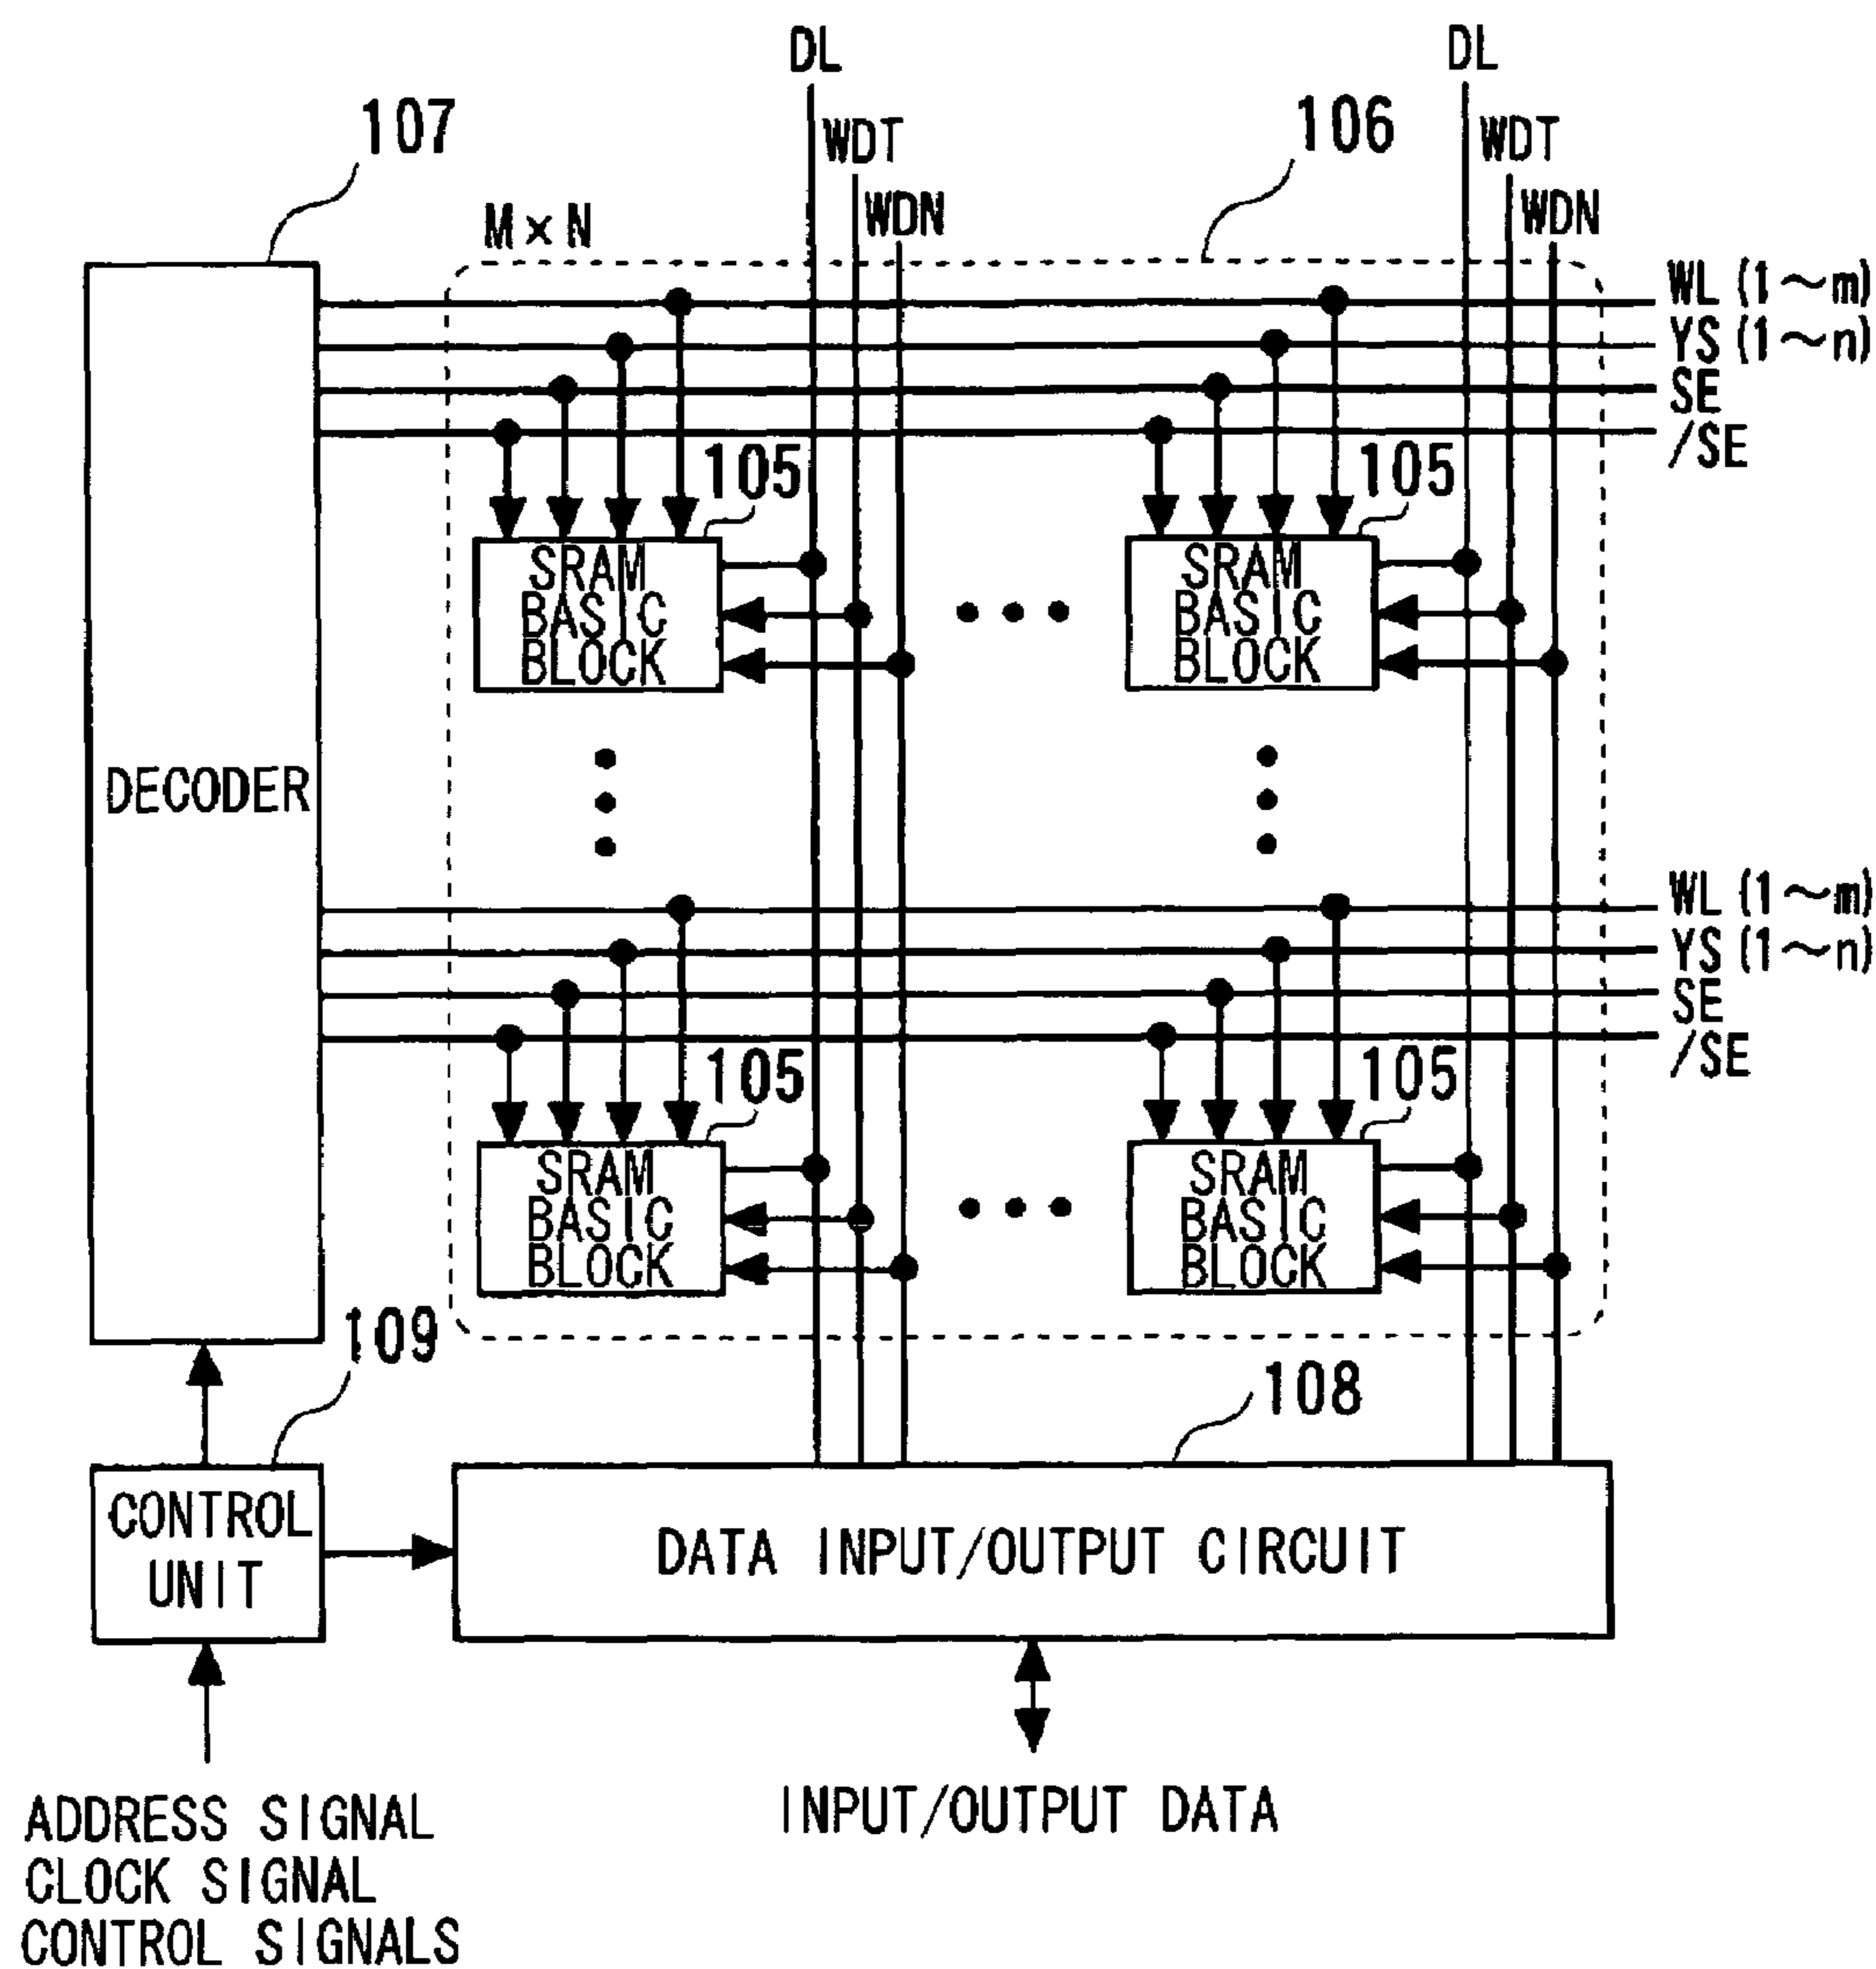 DL
DL
107
106
WDT
WDT
M×N
WDN
WDN
WL(1~m)
YS(1~n)
SE
/SE
105
105
SRAM
BASIC
BLOCK
SRAM
BASIC
BLOCK
DECODER
WL(1~m)
YS(1~n)
SE
/SE
105
105
SRAM
BASIC
BLOCK
SRAM
BASIC
BLOCK
109
108
CONTROL
UNIT
DATA INPUT/OUTPUT CIRCUIT
ADDRESS SIGNAL
CLOCK SIGNAL
CONTROL SIGNALS
INPUT/OUTPUT DATA